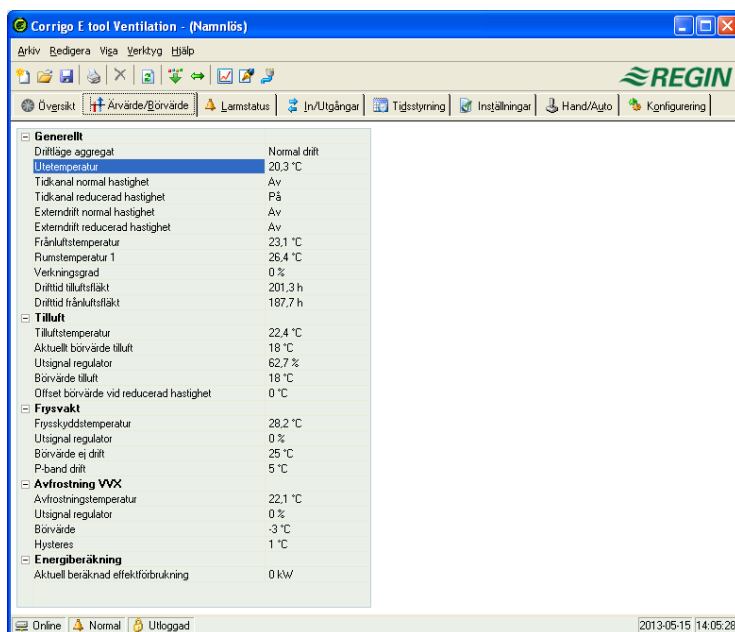 Corrigo E tool Ventilation - (Namnlös)
Arkiv Redigera Visa Verktyg Hjälp
REGIN
Översikt Ärvärde/Börvärde Larmstatus In/Utgångar Tidsstyrning Inställningar Hand/Auto Konfigurering
Generellt
Driftläge aggregat Normal drift
Utetemperatur 20,3 °C
Tidkanal normal hastighet Av
Tidkanal reducerad hastighet På
Externdrift normal hastighet Av
Externdrift reducerad hastighet Av
Frånluftstemperatur 23,1 °C
Rumstemperatur 1 26,4 °C
Verkningsgrad 0 %
Drifttid tilluftsfläkt 201,3 h
Drifttid frånluftsfläkt 187,7 h
Tilluft
Tilluftstemperatur 22,4 °C
Aktuellt börvärde tilluft 18 °C
Utsignal regulator 62,7 %
Börvärde tilluft 18 °C
Offset börvärde vid reducerad hastighet 0 °C
Frysvakt
Frysskyddstemperatur 28,2 °C
Utsignal regulator 0 %
Börvärde ej drift 25 °C
P-band drift 5 °C
Avfrostning VVX
Avfrostningstemperatur 22,1 °C
Utsignal regulator 0 %
Börvärde -3 °C
Hysteres 1 °C
Energiberäkning
Aktuell beräknad effektförbrukning 0 kW
Online Normal Utloggad 2013-05-15 14:05:28